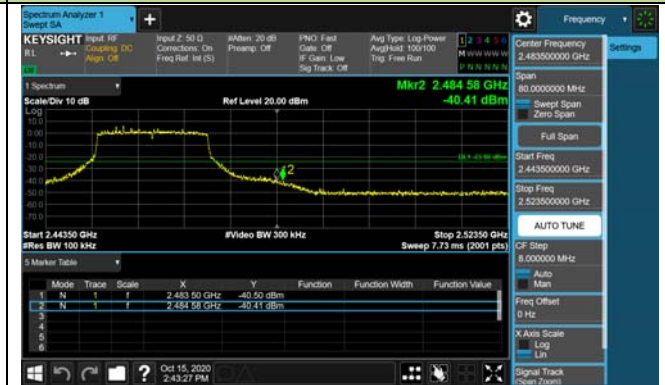 Spectrum Analyzer 1
Swept SA
+
Frequency
KEYSIGHT
Input: RF
Coupling: DC
Align: Off
Input Z: 50 Ω
Corrections: On
Freq Ref: Int (S)
#Atten: 20 dB
Preamp: Off
PNO: Fast
Gate: Off
IF Gain: Low
Sig Track: Off
Avg Type: Log-Power
Avg|Hold: 100/100
Trig: Free Run
1 2 3 4 5 6
M W W W W W
P N N N N N
RL
1 Spectrum
Scale/Div 10 dB
Ref Level 20.00 dBm
Mkr2 2.484 58 GHz
-40.41 dBm
Log
10.0
0.00
-10.0
-20.0
-30.0
-40.0
-50.0
-60.0
-70.0
2
Start 2.44350 GHz
#Res BW 100 kHz
#Video BW 300 kHz
Stop 2.52350 GHz
Sweep 7.73 ms (2001 pts)
5 Marker Table
Mode Trace Scale X Y Function Function Width Function Value
1 N 1 f 2.483 50 GHz -40.50 dBm
2 N 1 f 2.484 58 GHz -40.41 dBm
3
4
5
6
?
Oct 15, 2020
2:43:27 PM
Center Frequency
2.483500000 GHz
Settings
Span
80.0000000 MHz
Swept Span
Zero Span
Full Span
Start Freq
2.443500000 GHz
Stop Freq
2.523500000 GHz
AUTO TUNE
CF Step
8.000000 MHz
Auto
Man
Freq Offset
0 Hz
X Axis Scale
Log
Lin
Signal Track
(Span Zoom)